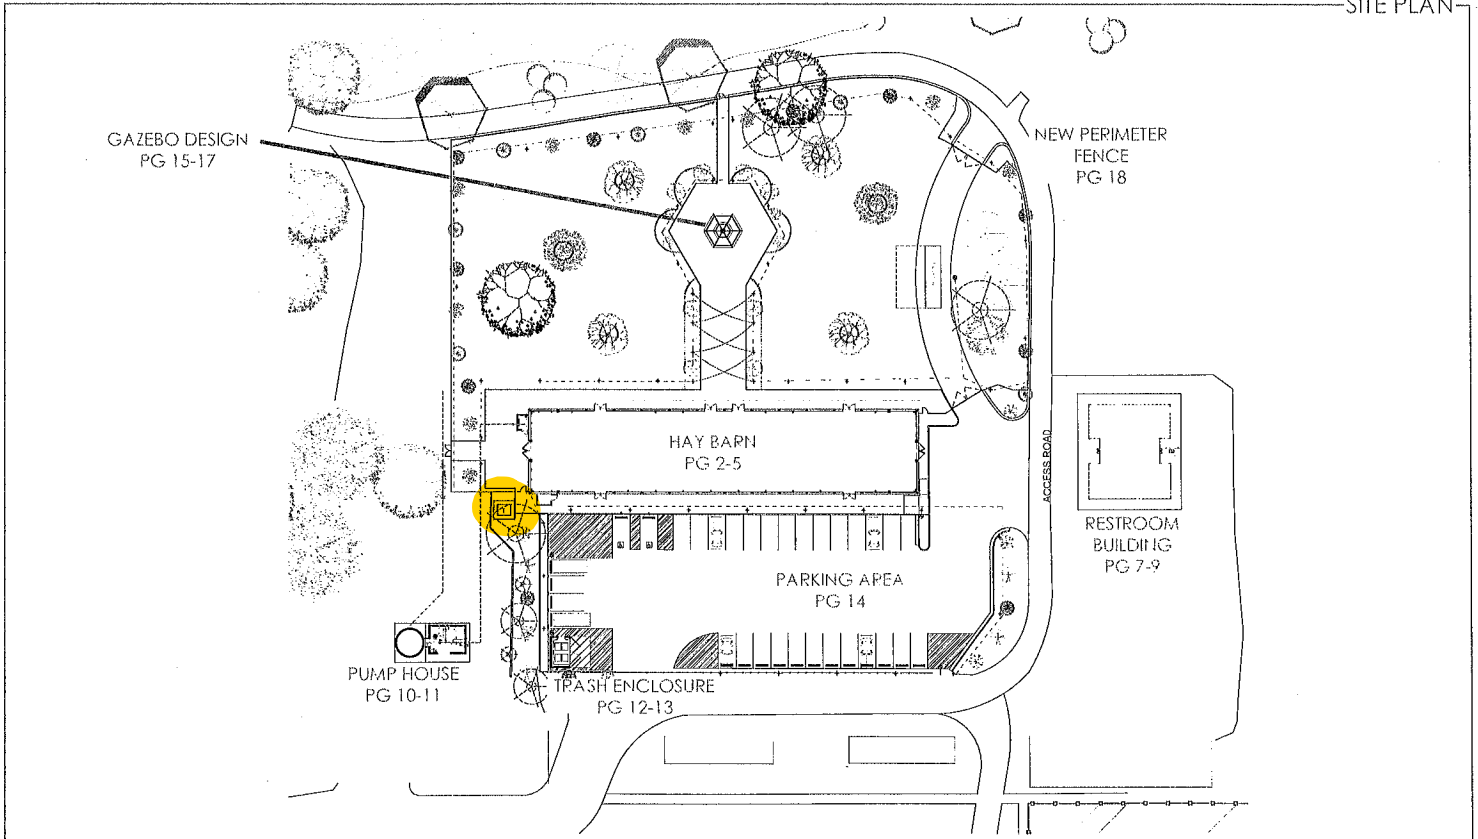 SITE PLAN
GAZEBO DESIGN
PG 15-17
NEW PERIMETER
FENCE
PG 18
HAY BARN
PG 2-5
ACCESS ROAD
RESTROOM
BUILDING
PG 7-9
PARKING AREA
PG 14
PUMP HOUSE
PG 10-11
TRASH ENCLOSURE
PG 12-13